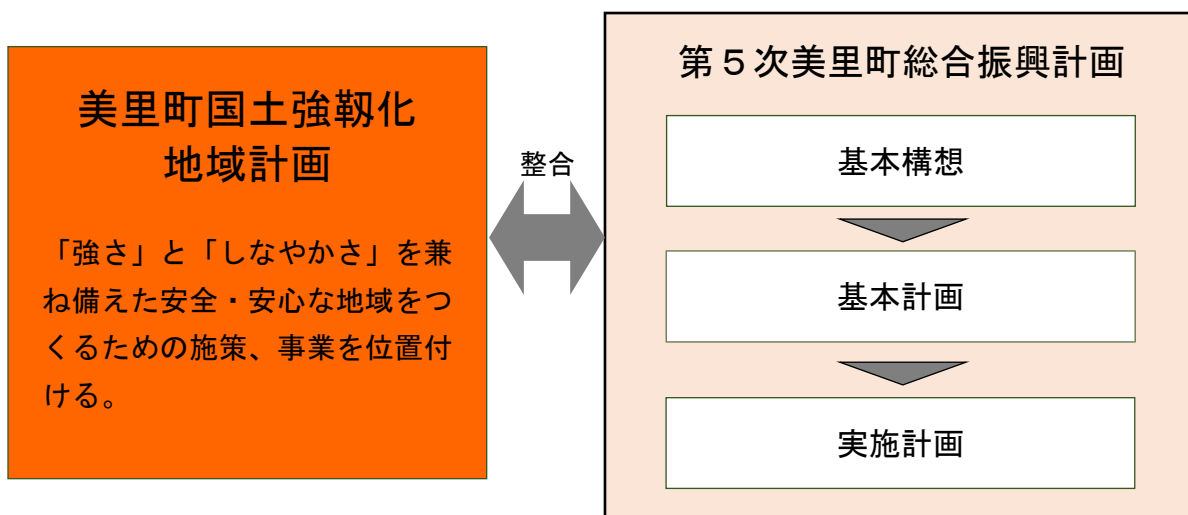 美里町国土強靱化
地域計画
「強さ」と「しなやかさ」を兼
ね備えた安全・安心な地域をつ
くるための施策、事業を位置付
ける。
整合
第５次美里町総合振興計画
基本構想
基本計画
実施計画